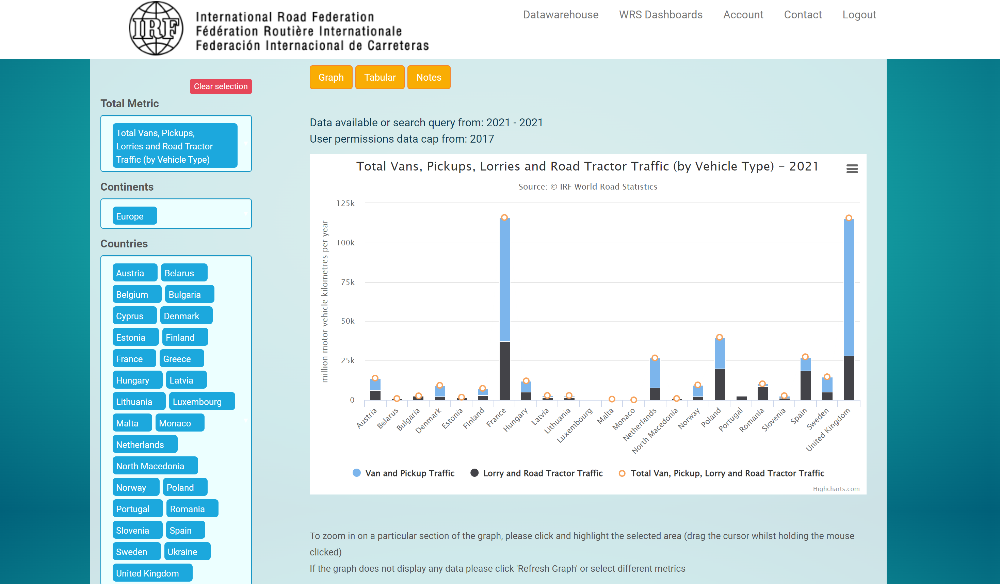 IRF
International Road Federation
Fédération Routière Internationale
Federación Internacional de Carreteras
Datawarehouse
WRS Dashboards
Account
Contact
Logout
Clear selection
Total Metric
Total Vans, Pickups,
Lorries and Road Tractor
Traffic (by Vehicle Type)
Continents
Europe
Countries
Austria
Belarus
Belgium
Bulgaria
Cyprus
Denmark
Estonia
Finland
France
Greece
Hungary
Latvia
Lithuania
Luxembourg
Malta
Monaco
Netherlands
North Macedonia
Norway
Poland
Portugal
Romania
Slovenia
Spain
Sweden
Ukraine
United Kingdom
Graph
Tabular
Notes
Data available or search query from: 2021 - 2021
User permissions data cap from: 2017
Total Vans, Pickups, Lorries and Road Tractor Traffic (by Vehicle Type) – 2021
Source: © IRF World Road Statistics
million motor vehicle kilometres per year
125k
100k
75k
50k
25k
0
Austria
Belarus
Bulgaria
Denmark
Estonia
Finland
France
Hungary
Latvia
Lithuania
Luxembourg
Malta
Monaco
Netherlands
North Macedonia
Norway
Poland
Portugal
Romania
Slovenia
Spain
Sweden
United Kingdom
Van and Pickup Traffic
Lorry and Road Tractor Traffic
Total Van, Pickup, Lorry and Road Tractor Traffic
Highcharts.com
To zoom in on a particular section of the graph, please click and highlight the selected area (drag the cursor whilst holding the mouse
clicked)
If the graph does not display any data please click 'Refresh Graph' or select different metrics